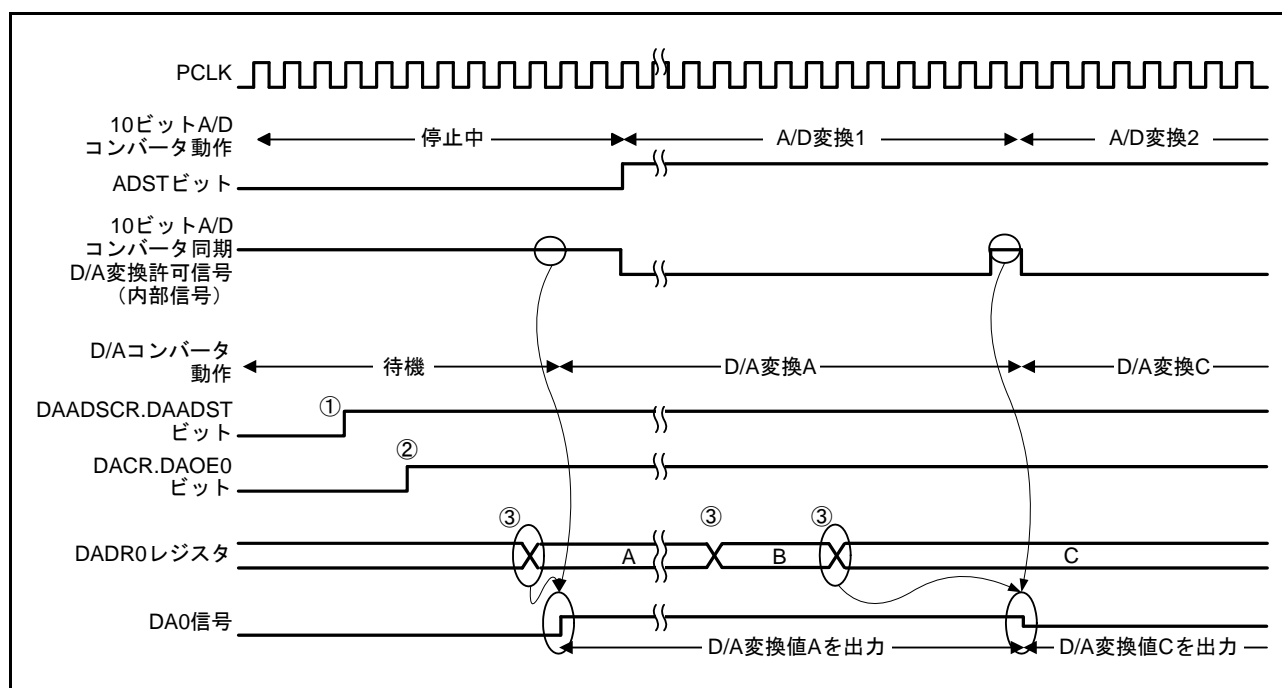 PCLK
10ビットA/D
コンバータ動作
停止中
A/D変換1
A/D変換2
ADSTビット
10ビットA/D
コンバータ同期
D/A変換許可信号
(内部信号)
D/Aコンバータ
動作
待機
D/A変換A
D/A変換C
DAADSCR.DAADST
ビット
①
DACR.DAOE0
ビット
②
③
③
③
DADR0レジスタ
A
B
C
DA0信号
D/A変換値Aを出力
D/A変換値Cを出力